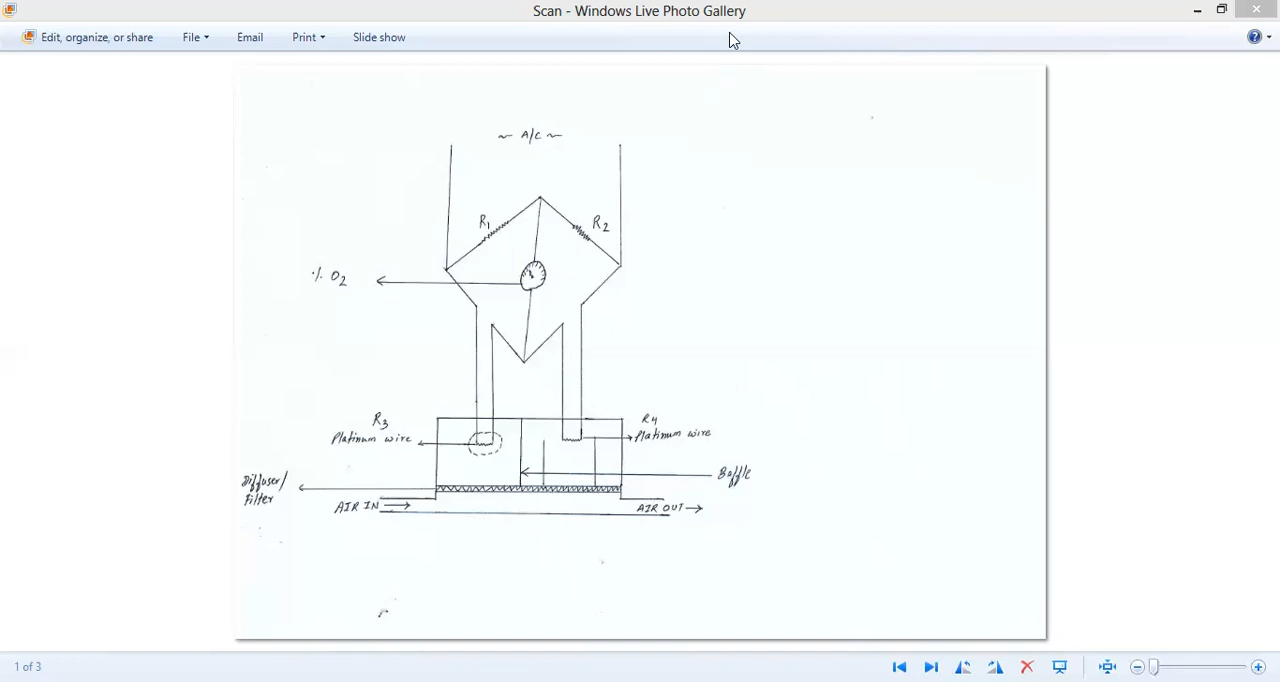 Scan - Windows Live Photo Gallery
Edit, organize, or share File Email Print Slide show
~ A/C ~
R1 R2
% O2
R3 R4
Platinum wire Platinum wire
Baffle
Diffuser/
Filter
AIR IN AIR OUT
1 of 3